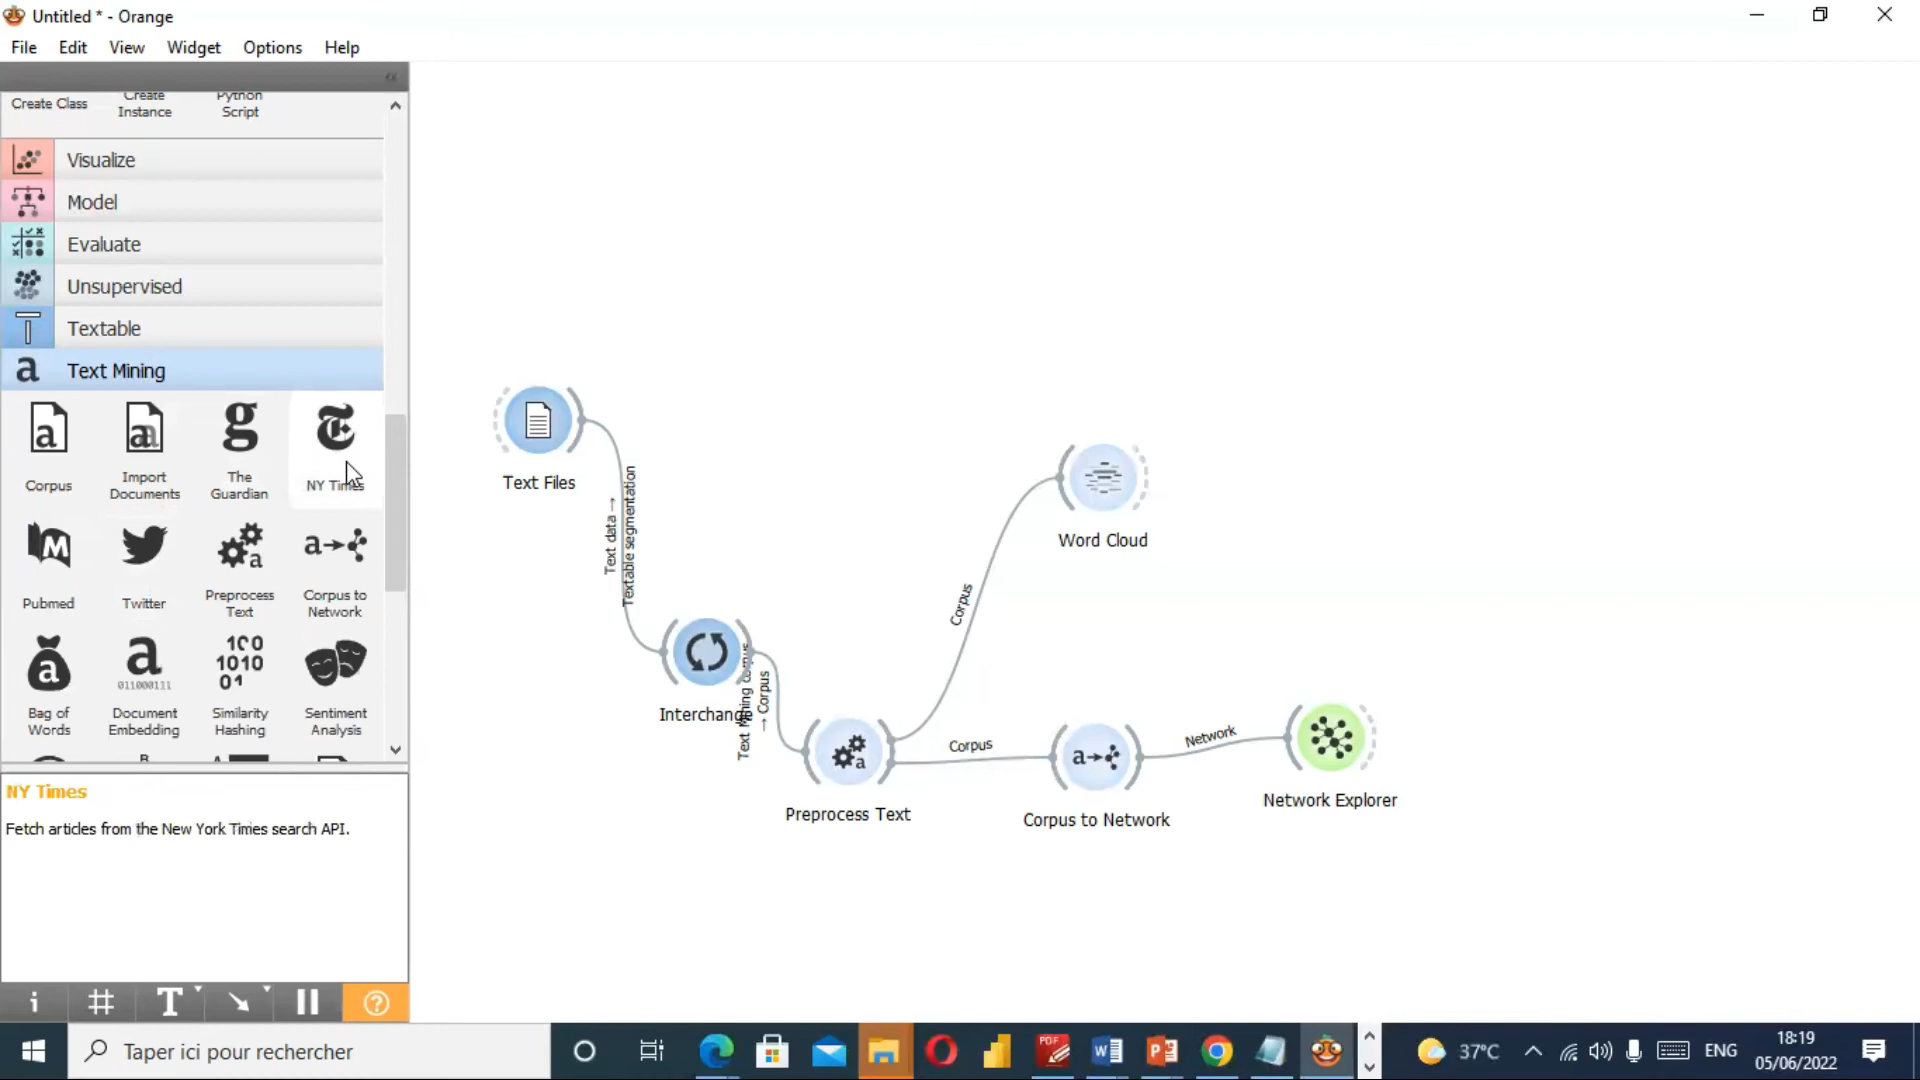 Untitled * - Orange
File Edit View Widget Options Help
Create Class
Create
Instance
Python
Script
Visualize
Model
Evaluate
Unsupervised
Textable
Text Mining
Corpus
Import
Documents
The
Guardian
NY Times
Pubmed
Twitter
Preprocess
Text
Corpus to
Network
Bag of
Words
Document
Embedding
Similarity
Hashing
Sentiment
Analysis
NY Times
Fetch articles from the New York Times search API.
Text Files
Text data →
Textable segmentation
Interchange
Text Mining corpus
→ Corpus
Preprocess Text
Corpus
Word Cloud
Corpus
Corpus to Network
Network
Network Explorer
Taper ici pour rechercher
37°C
ENG
18:19
05/06/2022